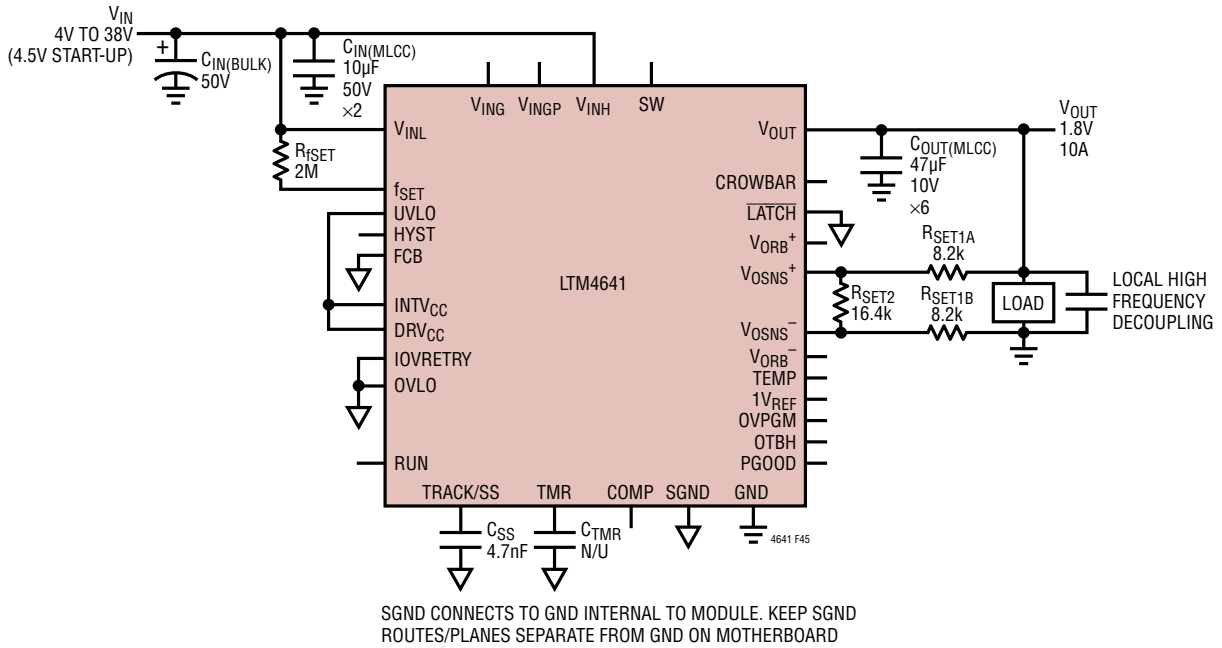 VIN
4V TO 38V
(4.5V START-UP)
+
CIN(BULK)
50V
CIN(MLCC)
10µF
50V
×2
VING
VINGP
VINH
SW
VINL
RfSET
2M
fSET
UVLO
HYST
FCB
INTVCC
DRVCC
IOVRETRY
OVLO
RUN
LTM4641
VOUT
CROWBAR
LATCH
VORB+
VOSNS+
VOSNS−
VORB−
TEMP
1VREF
OVPGM
OTBH
PGOOD
VOUT
1.8V
10A
COUT(MLCC)
47µF
10V
×6
RSET1A
8.2k
RSET2
16.4k
RSET1B
8.2k
LOAD
LOCAL HIGH
FREQUENCY
DECOUPLING
TRACK/SS
TMR
COMP
SGND
GND
CSS
4.7nF
CTMR
N/U
4641 F45
SGND CONNECTS TO GND INTERNAL TO MODULE. KEEP SGND
ROUTES/PLANES SEPARATE FROM GND ON MOTHERBOARD